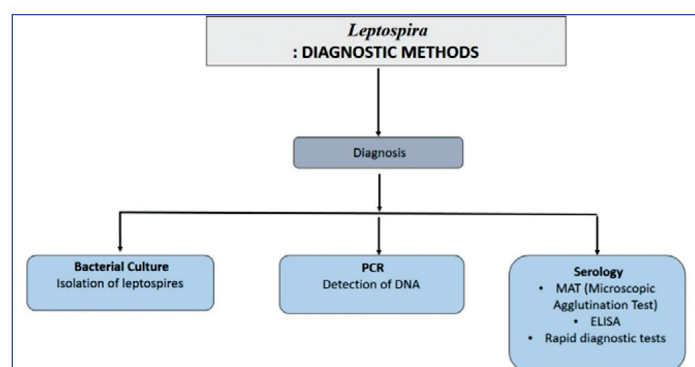 Leptospira
: DIAGNOSTIC METHODS
Diagnosis
Bacterial Culture
Isolation of leptospires
PCR
Detection of DNA
Serology
• MAT (Microscopic
Agglutination Test)
• ELISA
• Rapid diagnostic tests